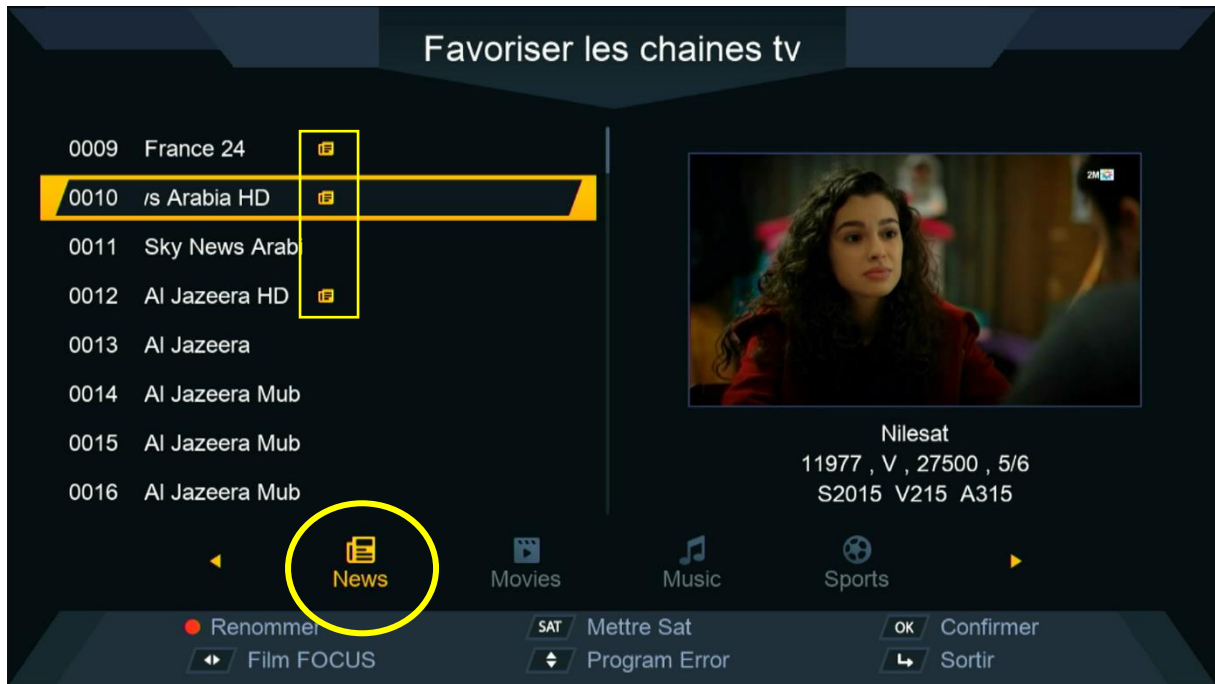 Favoriser les chaines tv
0009 France 24
0010 /s Arabia HD
0011 Sky News Arabi
0012 Al Jazeera HD
0013 Al Jazeera
0014 Al Jazeera Mub
0015 Al Jazeera Mub
0016 Al Jazeera Mub
2M
Nilesat
11977 , V , 27500 , 5/6
S2015 V215 A315
News Movies Music Sports
Renommer SAT Mettre Sat OK Confirmer
Film FOCUS Program Error Sortir